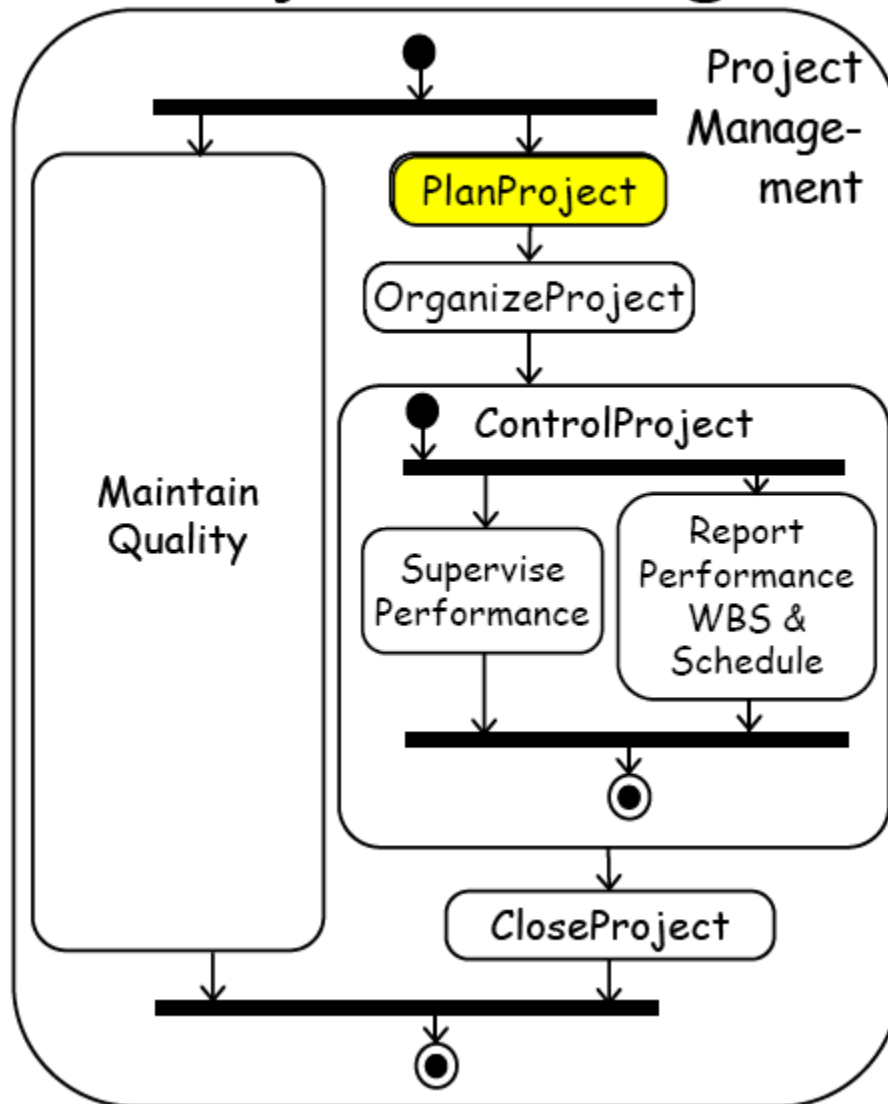 Project
Manage-
ment
PlanProject
OrganizeProject
ControlProject
Maintain
Quality
Supervise
Performance
Report
Performance
WBS &
Schedule
CloseProject